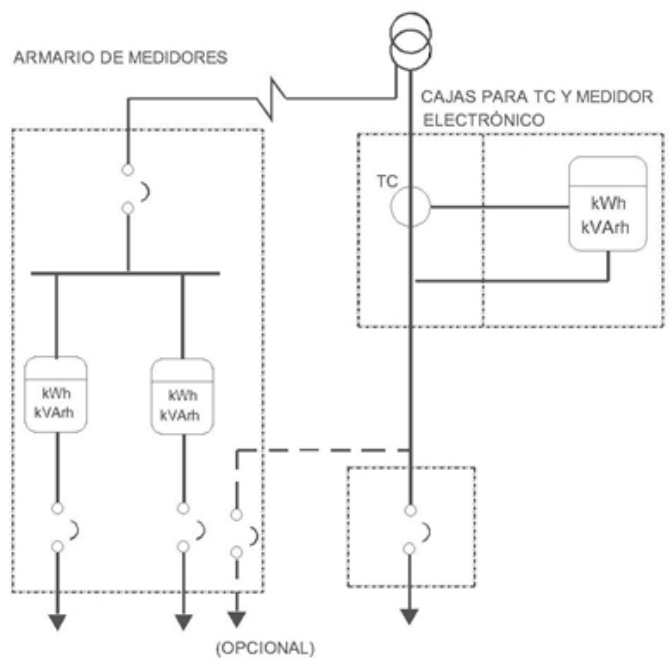 ARMARIO DE MEDIDORES
CAJAS PARA TC Y MEDIDOR
ELECTRÓNICO
TC
kWh
kVArh
kWh
kVArh
kWh
kVArh
(OPCIONAL)